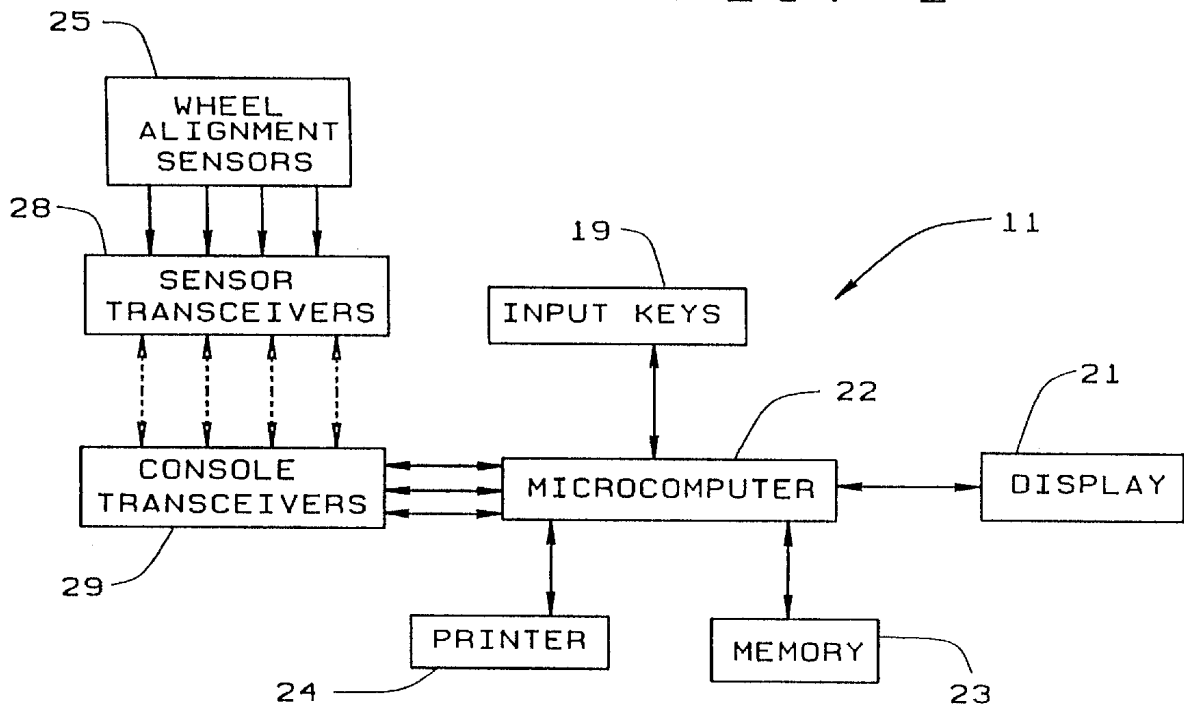 25
WHEEL
ALIGNMENT
SENSORS
28
SENSOR
TRANSCEIVERS
19
INPUT KEYS
11
CONSOLE
TRANSCEIVERS
29
22
MICROCOMPUTER
21
DISPLAY
PRINTER
24
MEMORY
23